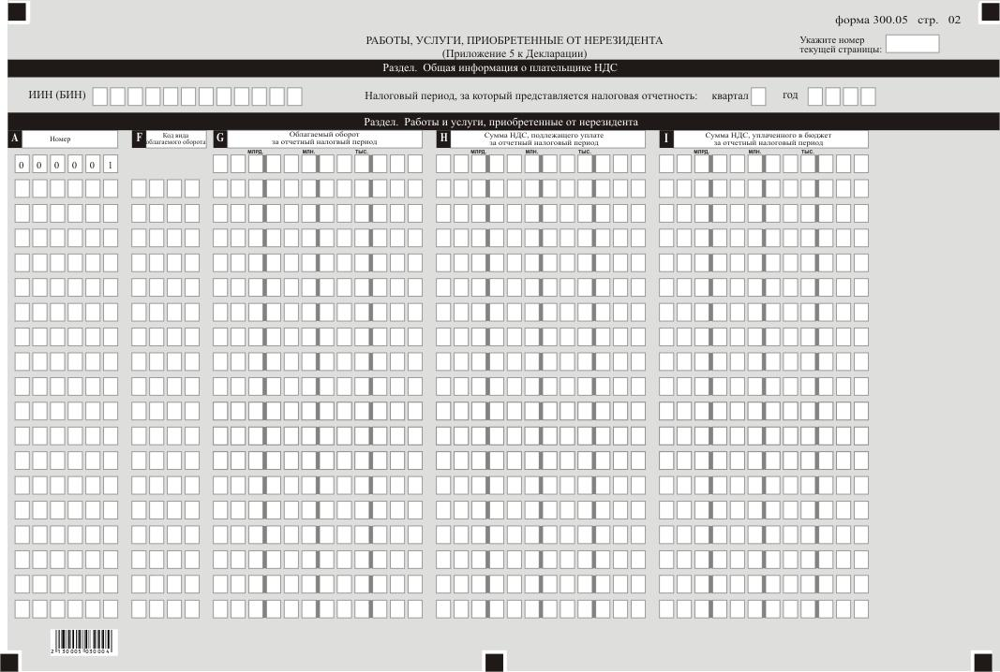 форма 300.05 стр. 02
РАБОТЫ, УСЛУГИ, ПРИОБРЕТЕННЫЕ ОТ НЕРЕЗИДЕНТА
(Приложение 5 к Декларации)
Укажите номер
текущей страницы:
Раздел. Общая информация о плательщике НДС
ИИН (БИН) Налоговый период, за который представляется налоговая отчетность: квартал год
Раздел. Работы и услуги, приобретенные от нерезидента
A Номер
F Код вида
облагаемого оборота
G Облагаемый оборот
за отчетный налоговый период
H Сумма НДС, подлежащего уплате
за отчетный налоговый период
I Сумма НДС, уплаченного в бюджет
за отчетный налоговый период
МЛРД. МЛН. ТЫС. МЛРД. МЛН. ТЫС. МЛРД. МЛН. ТЫС.
0 0 0 0 0 1
2 130005 030004